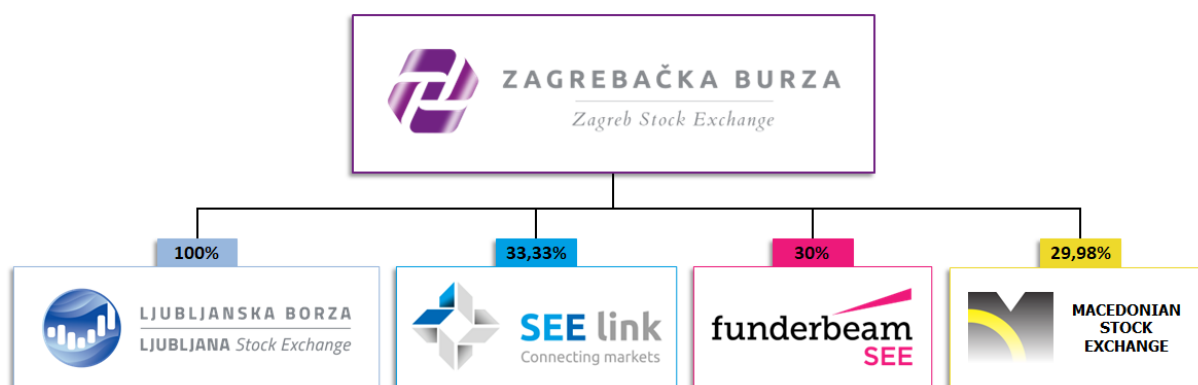 ZAGREBAČKA BURZA
Zagreb Stock Exchange
100%
33,33%
30%
29,98%
LJUBLJANSKA BORZA
LJUBLJANA Stock Exchange
SEE link
Connecting markets
funderbeam
SEE
MACEDONIAN
STOCK
EXCHANGE